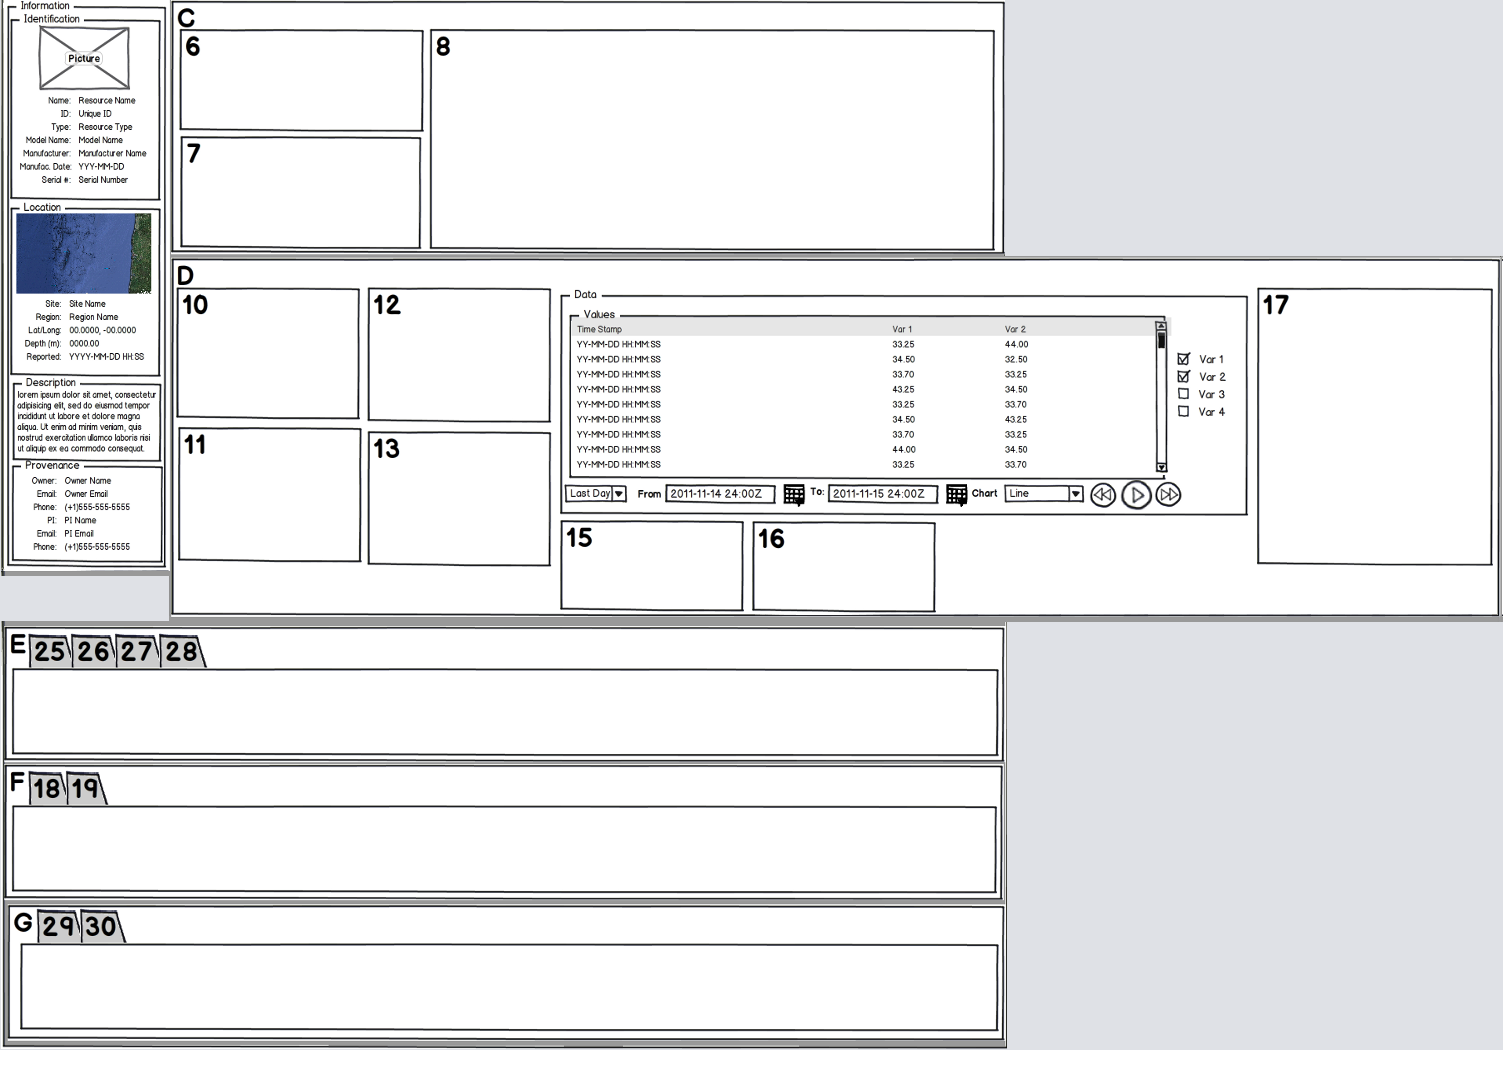 Information
Identification
Picture
Name: Resource Name
ID: Unique ID
Type: Resource Type
Model Name: Model Name
Manufacturer: Manufacturer Name
Manufac. Date: YYY-MM-DD
Serial #: Serial Number
Location
Site: Site Name
Region: Region Name
Lat/Long: 00.0000, -00.0000
Depth (m): 0000.00
Reported: YYYY-MM-DD HH:SS
Description
lorem ipsum dolor sit amet, consectetur
adipisicing elit, sed do eiusmod tempor
incididunt ut labore et dolore magna
aliqua. Ut enim ad minim veniam, quis
nostrud exercitation ullamco laboris nisi
ut aliquip ex ea commodo consequat.
Provenance
Owner: Owner Name
Email: Owner Email
Phone: (+1)555-555-5555
PI: PI Name
Email: PI Email
Phone: (+1)555-555-5555
C
6
7
8
D
10
11
12
13
Data
Values
Time Stamp Var 1 Var 2
YY-MM-DD HH:MM:SS 33.25 44.00
YY-MM-DD HH:MM:SS 34.50 32.50
YY-MM-DD HH:MM:SS 33.70 33.25
YY-MM-DD HH:MM:SS 43.25 34.50
YY-MM-DD HH:MM:SS 33.25 33.70
YY-MM-DD HH:MM:SS 34.50 43.25
YY-MM-DD HH:MM:SS 33.70 33.25
YY-MM-DD HH:MM:SS 44.00 34.50
YY-MM-DD HH:MM:SS 33.25 33.70
Var 1
Var 2
Var 3
Var 4
Last Day From 2011-11-14 24:00Z To: 2011-11-15 24:00Z Chart Line
15
16
17
E 25 26 27 28
F 18 19
G 29 30